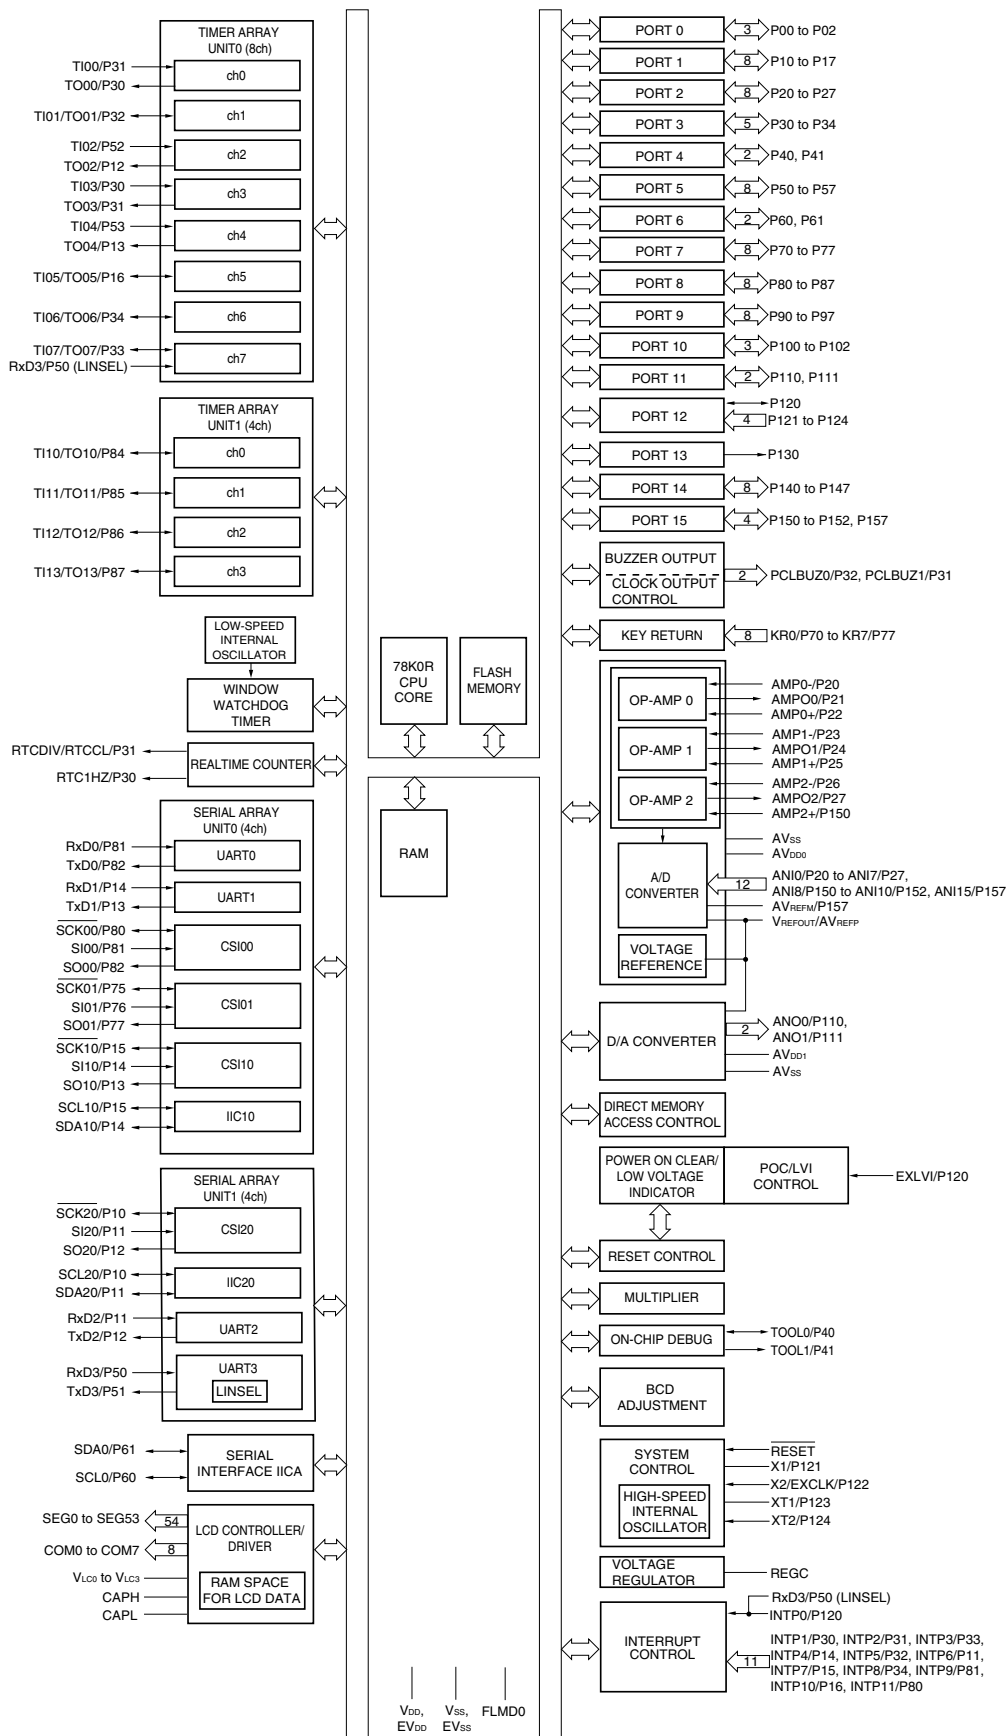 TIMER ARRAY
UNIT0 (8ch)
TI00/P31
TO00/P30
ch0
TI01/TO01/P32
ch1
TI02/P52
TO02/P12
ch2
TI03/P30
TO03/P31
ch3
TI04/P53
TO04/P13
ch4
TI05/TO05/P16
ch5
TI06/TO06/P34
ch6
TI07/TO07/P33
RxD3/P50 (LINSEL)
ch7
TIMER ARRAY
UNIT1 (4ch)
TI10/TO10/P84
ch0
TI11/TO11/P85
ch1
TI12/TO12/P86
ch2
TI13/TO13/P87
ch3
LOW-SPEED
INTERNAL
OSCILLATOR
WINDOW
WATCHDOG
TIMER
RTCDIV/RTCCL/P31
RTC1HZ/P30
REALTIME COUNTER
SERIAL ARRAY
UNIT0 (4ch)
RxD0/P81
TxD0/P82
UART0
RxD1/P14
TxD1/P13
UART1
SCK00/P80
SI00/P81
SO00/P82
CSI00
SCK01/P75
SI01/P76
SO01/P77
CSI01
SCK10/P15
SI10/P14
SO10/P13
CSI10
SCL10/P15
SDA10/P14
IIC10
SERIAL ARRAY
UNIT1 (4ch)
SCK20/P10
SI20/P11
SO20/P12
CSI20
SCL20/P10
SDA20/P11
IIC20
RxD2/P11
TxD2/P12
UART2
RxD3/P50
TxD3/P51
UART3
LINSEL
SDA0/P61
SCL0/P60
SERIAL
INTERFACE IICA
SEG0 to SEG53
54
COM0 to COM7
8
VLC0 to VLC3
CAPH
CAPL
LCD CONTROLLER/
DRIVER
RAM SPACE
FOR LCD DATA
78K0R
CPU
CORE
FLASH
MEMORY
RAM
VDD,
EVDD
VSS,
EVSS
FLMD0
PORT 0
3
P00 to P02
PORT 1
8
P10 to P17
PORT 2
8
P20 to P27
PORT 3
5
P30 to P34
PORT 4
2
P40, P41
PORT 5
8
P50 to P57
PORT 6
2
P60, P61
PORT 7
8
P70 to P77
PORT 8
8
P80 to P87
PORT 9
8
P90 to P97
PORT 10
3
P100 to P102
PORT 11
2
P110, P111
PORT 12
P120
4
P121 to P124
PORT 13
P130
PORT 14
8
P140 to P147
PORT 15
4
P150 to P152, P157
BUZZER OUTPUT
CLOCK OUTPUT
CONTROL
2
PCLBUZ0/P32, PCLBUZ1/P31
KEY RETURN
8
KR0/P70 to KR7/P77
OP-AMP 0
AMP0-/P20
AMPO0/P21
AMP0+/P22
OP-AMP 1
AMP1-/P23
AMPO1/P24
AMP1+/P25
OP-AMP 2
AMP2-/P26
AMPO2/P27
AMP2+/P150
AVSS
AVDD0
A/D
CONVERTER
12
ANI0/P20 to ANI7/P27,
ANI8/P150 to ANI10/P152, ANI15/P157
AVREFM/P157
VREFOUT/AVREFP
VOLTAGE
REFERENCE
D/A CONVERTER
2
ANO0/P110,
ANO1/P111
AVDD1
AVSS
DIRECT MEMORY
ACCESS CONTROL
POWER ON CLEAR/
LOW VOLTAGE
INDICATOR
POC/LVI
CONTROL
EXLVI/P120
RESET CONTROL
MULTIPLIER
ON-CHIP DEBUG
TOOL0/P40
TOOL1/P41
BCD
ADJUSTMENT
SYSTEM
CONTROL
HIGH-SPEED
INTERNAL
OSCILLATOR
RESET
X1/P121
X2/EXCLK/P122
XT1/P123
XT2/P124
VOLTAGE
REGULATOR
REGC
INTERRUPT
CONTROL
RxD3/P50 (LINSEL)
INTP0/P120
11
INTP1/P30, INTP2/P31, INTP3/P33,
INTP4/P14, INTP5/P32, INTP6/P11,
INTP7/P15, INTP8/P34, INTP9/P81,
INTP10/P16, INTP11/P80